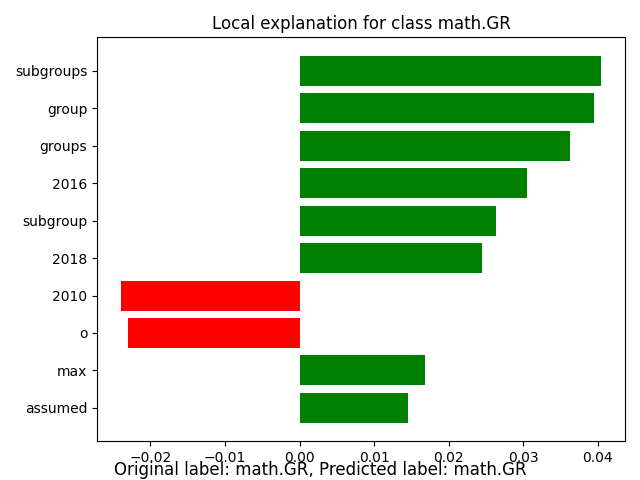 Local explanation for class math.GR
subgroups
group
groups
2016
subgroup
2018
2010
o
max
assumed
−0.02 −0.01 0.00 0.01 0.02 0.03 0.04
Original label: math.GR, Predicted label: math.GR